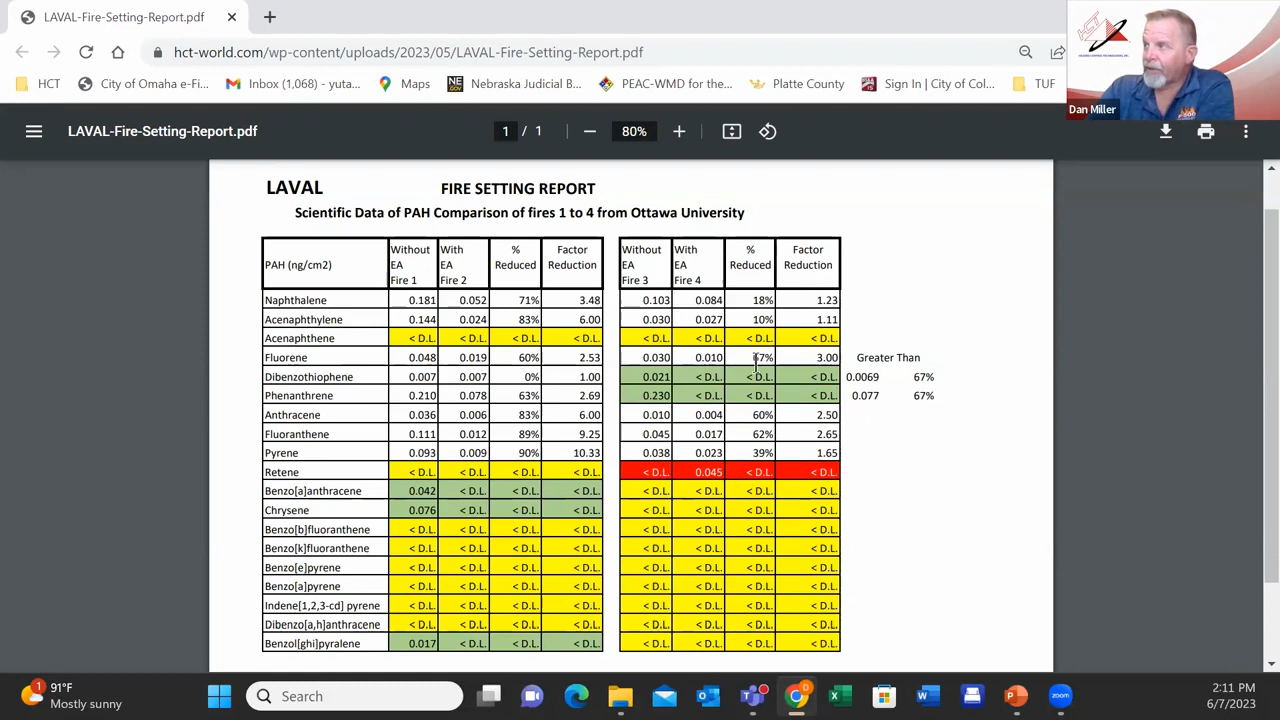 LAVAL-Fire-Setting-Report.pdf
hct-world.com/wp-content/uploads/2023/05/LAVAL-Fire-Setting-Report.pdf
HCT City of Omaha e-Fi... Inbox (1,068) - yuta... Maps Nebraska Judicial B... PEAC-WMD for the... Platte County Sign In | City of Col... TUF
Dan Miller
LAVAL-Fire-Setting-Report.pdf 1 / 1 80%
LAVAL FIRE SETTING REPORT
Scientific Data of PAH Comparison of fires 1 to 4 from Ottawa University
PAH (ng/cm2) Without EA Fire 1 With EA Fire 2 % Reduced Factor Reduction Without EA Fire 3 With EA Fire 4 % Reduced Factor Reduction
Naphthalene 0.181 0.052 71% 3.48 0.103 0.084 18% 1.23
Acenaphthylene 0.144 0.024 83% 6.00 0.030 0.027 10% 1.11
Acenaphthene < D.L. < D.L. < D.L. < D.L. < D.L. < D.L. < D.L. < D.L.
Fluorene 0.048 0.019 60% 2.53 0.030 0.010 67% 3.00 Greater Than
Dibenzothiophene 0.007 0.007 0% 1.00 0.021 < D.L. < D.L. < D.L. 0.0069 67%
Phenanthrene 0.210 0.078 63% 2.69 0.230 < D.L. < D.L. < D.L. 0.077 67%
Anthracene 0.036 0.006 83% 6.00 0.010 0.004 60% 2.50
Fluoranthene 0.111 0.012 89% 9.25 0.045 0.017 62% 2.65
Pyrene 0.093 0.009 90% 10.33 0.038 0.023 39% 1.65
Retene < D.L. < D.L. < D.L. < D.L. < D.L. 0.045 < D.L. < D.L.
Benzo[a]anthracene 0.042 < D.L. < D.L. < D.L. < D.L. < D.L. < D.L. < D.L.
Chrysene 0.076 < D.L. < D.L. < D.L. < D.L. < D.L. < D.L. < D.L.
Benzo[b]fluoranthene < D.L. < D.L. < D.L. < D.L. < D.L. < D.L. < D.L. < D.L.
Benzo[k]fluoranthene < D.L. < D.L. < D.L. < D.L. < D.L. < D.L. < D.L. < D.L.
Benzo[e]pyrene < D.L. < D.L. < D.L. < D.L. < D.L. < D.L. < D.L. < D.L.
Benzo[a]pyrene < D.L. < D.L. < D.L. < D.L. < D.L. < D.L. < D.L. < D.L.
Indene[1,2,3-cd] pyrene < D.L. < D.L. < D.L. < D.L. < D.L. < D.L. < D.L. < D.L.
Dibenzo[a,h]anthracene < D.L. < D.L. < D.L. < D.L. < D.L. < D.L. < D.L. < D.L.
Benzol[ghi]pyralene 0.017 < D.L. < D.L. < D.L. < D.L. < D.L. < D.L. < D.L.
1 91°F
Mostly sunny
Search
zoom
2:11 PM
6/7/2023